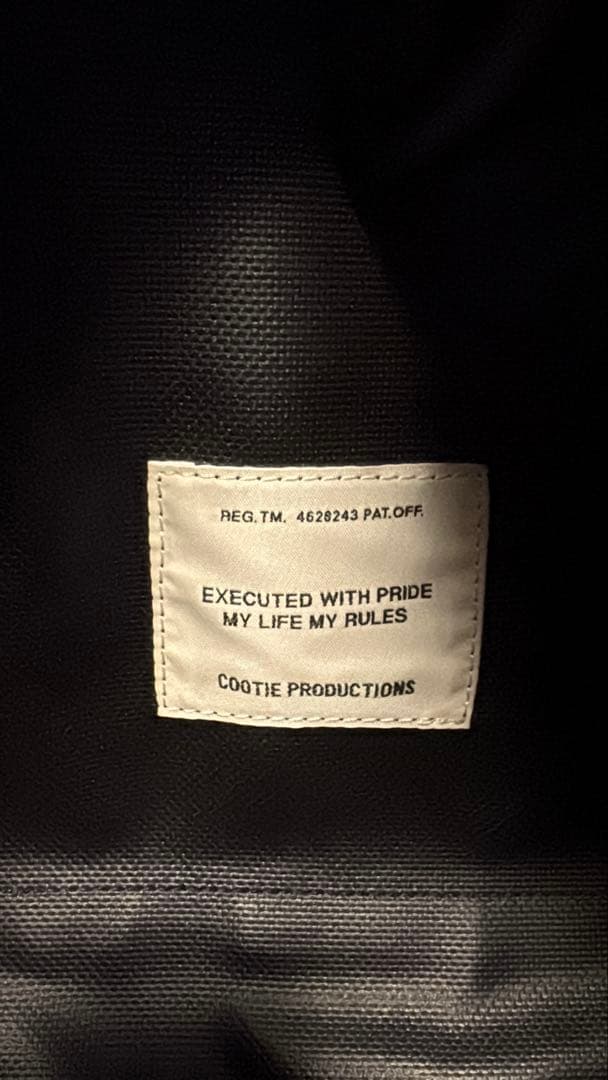 REG.TM. 4628243 PAT.OFF.
EXECUTED WITH PRIDE
MY LIFE MY RULES
COOTIE PRODUCTIONS